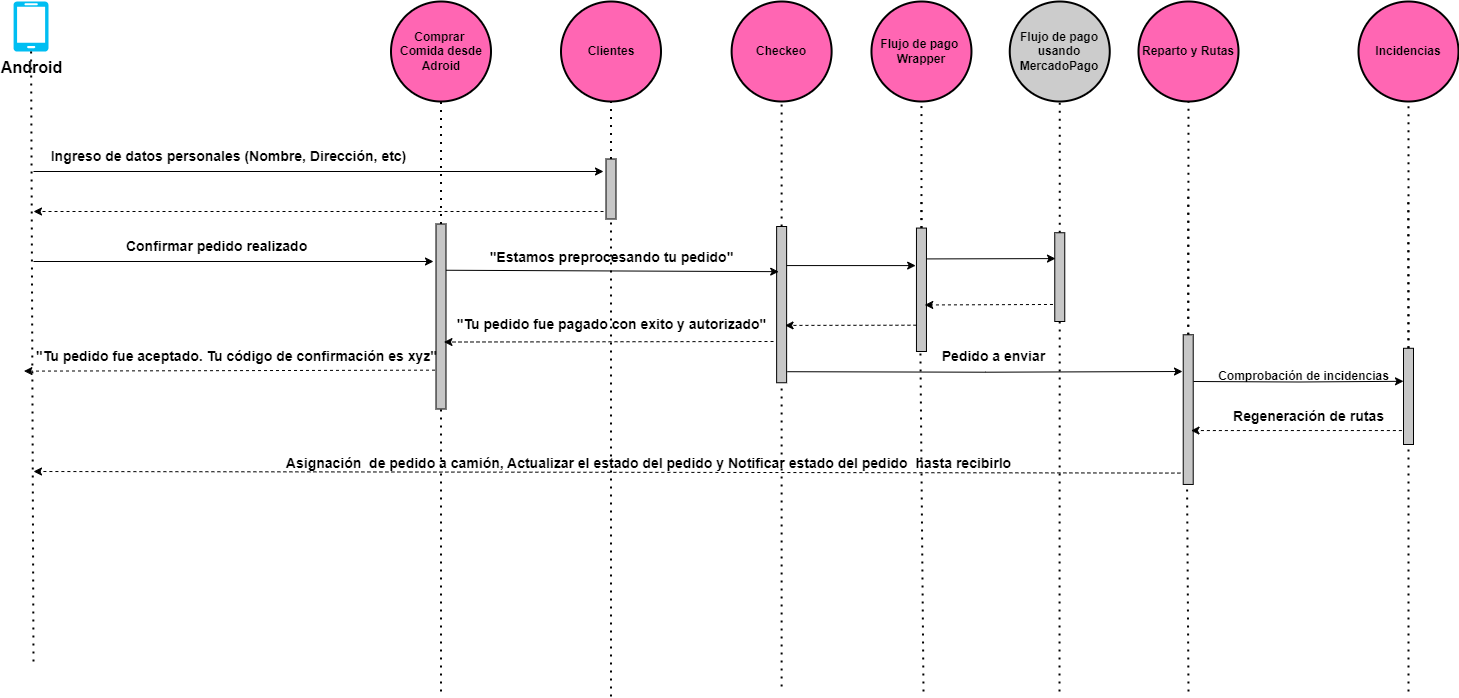 Android
Comprar
Comida desde
Adroid
Clientes
Checkeo
Flujo de pago
Wrapper
Flujo de pago
usando
MercadoPago
Reparto y Rutas
Incidencias
Ingreso de datos personales (Nombre, Dirección, etc)
Confirmar pedido realizado
"Estamos preprocesando tu pedido"
"Tu pedido fue pagado con exito y autorizado"
"Tu pedido fue aceptado. Tu código de confirmación es xyz"
Pedido a enviar
Comprobación de incidencias
Regeneración de rutas
Asignación de pedido a camión, Actualizar el estado del pedido y Notificar estado del pedido hasta recibirlo